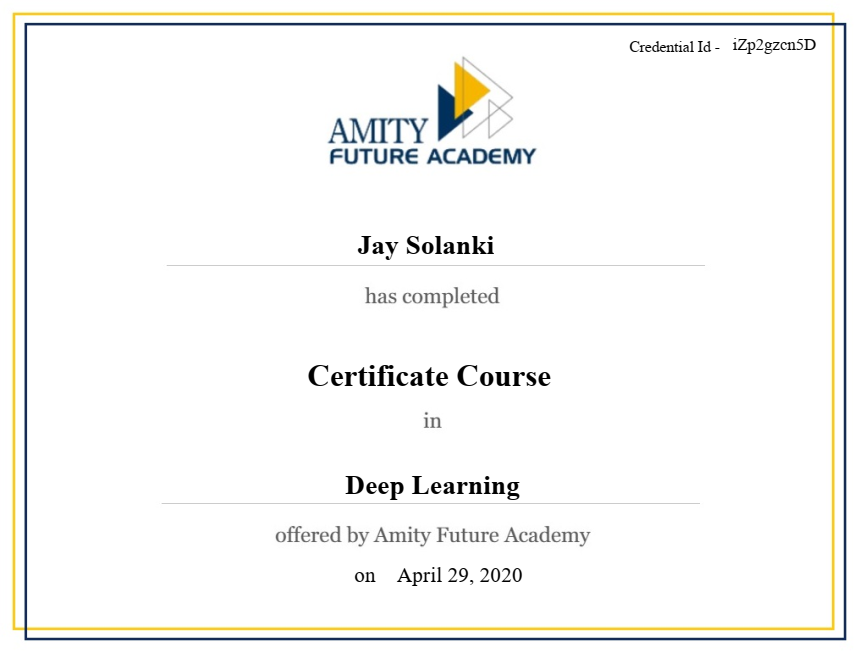 Credential Id - iZp2gzcn5D
AMITY
FUTURE ACADEMY
Jay Solanki
has completed
Certificate Course
in
Deep Learning
offered by Amity Future Academy
on April 29, 2020